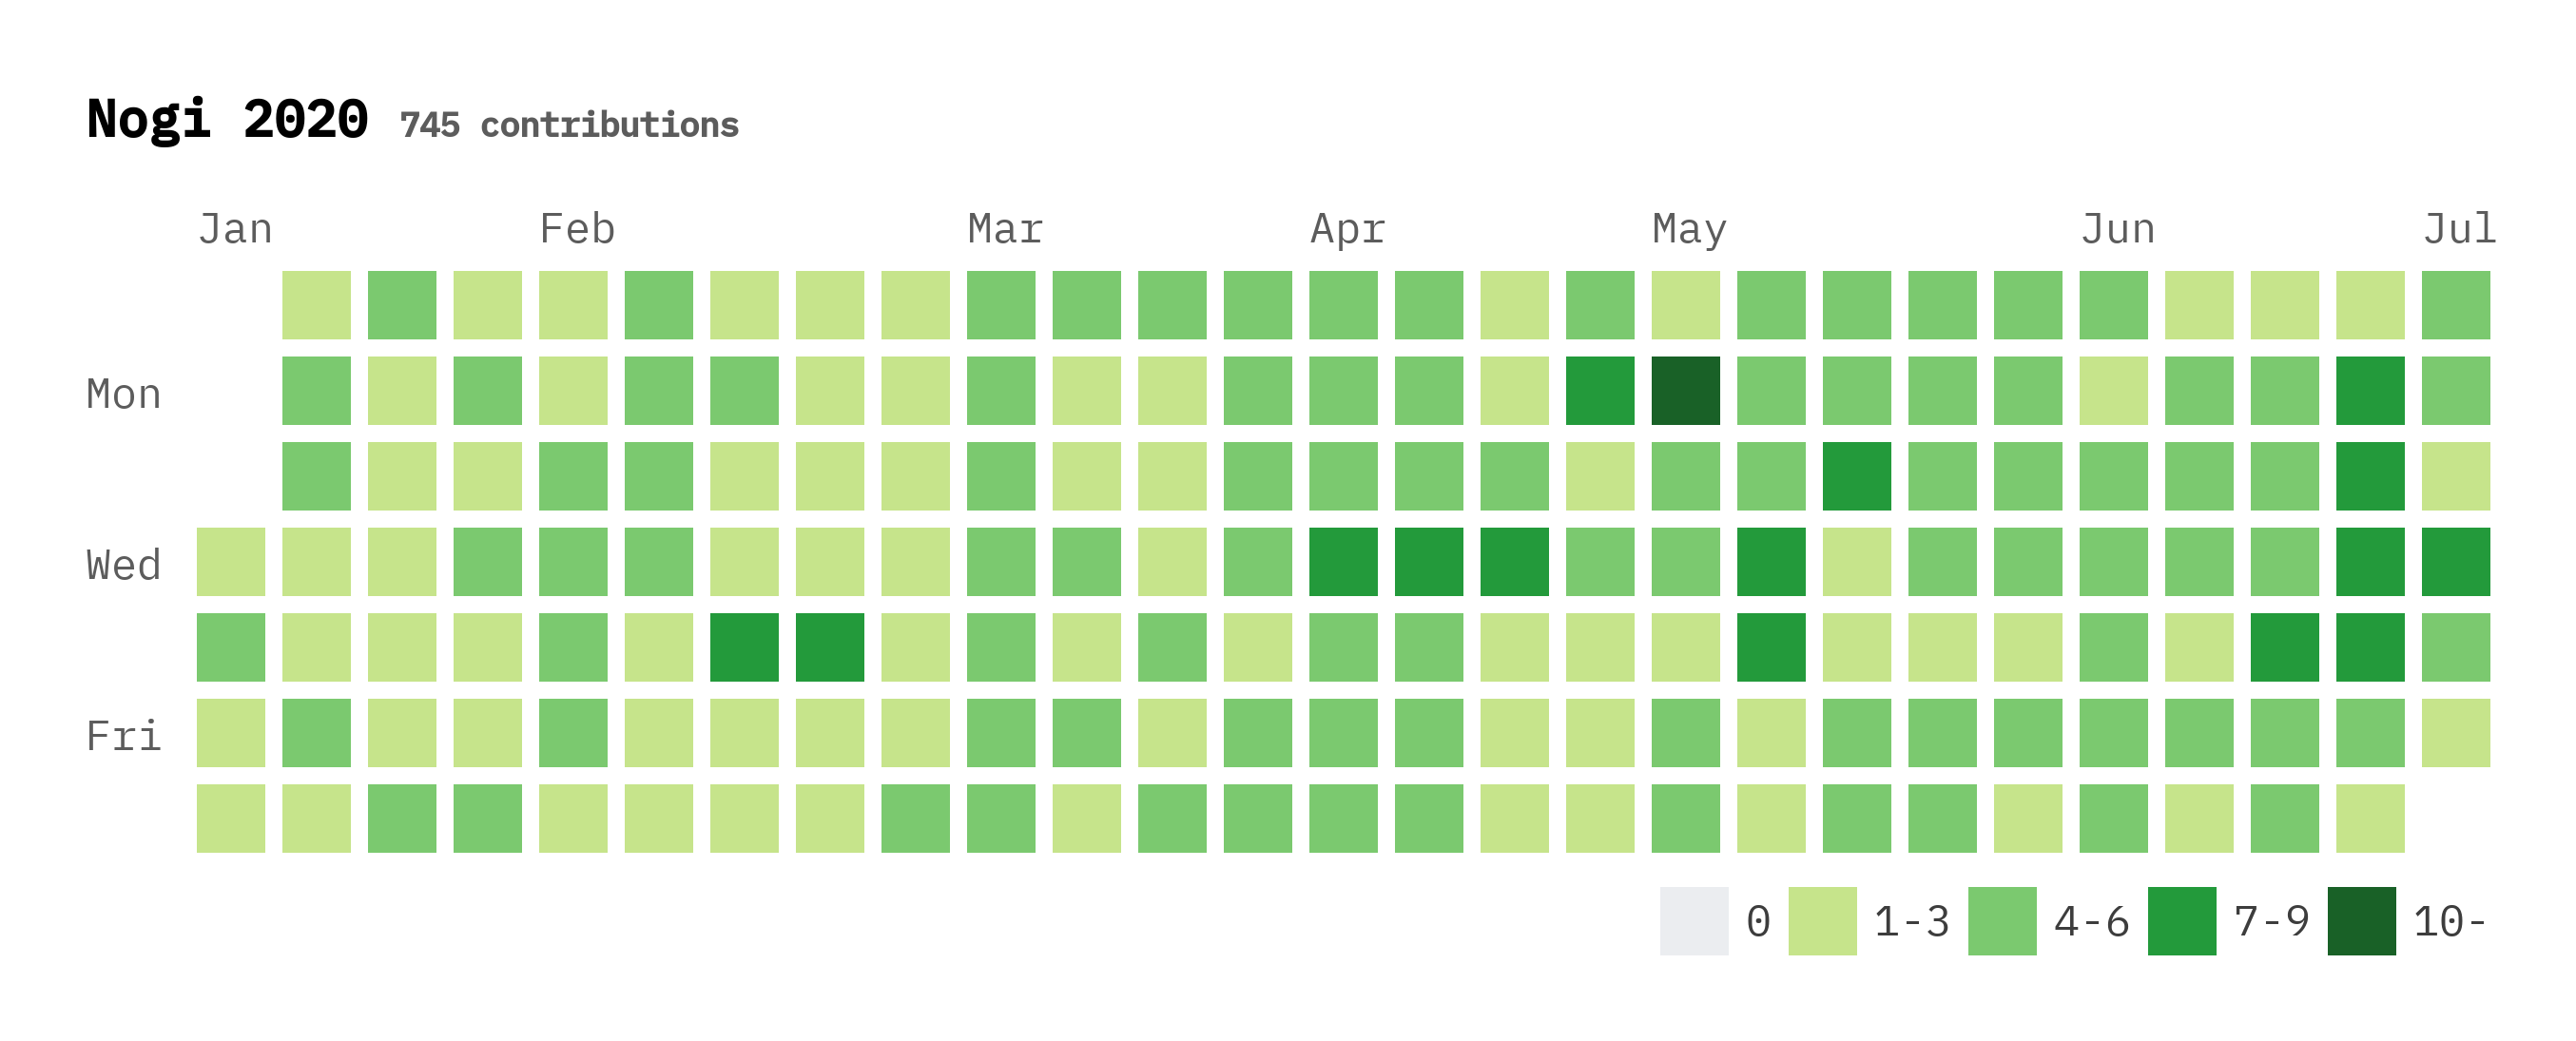 Nogi 2020 745 contributions
Jan Feb Mar Apr May Jun Jul
Mon
Wed
Fri
0 1-3 4-6 7-9 10-